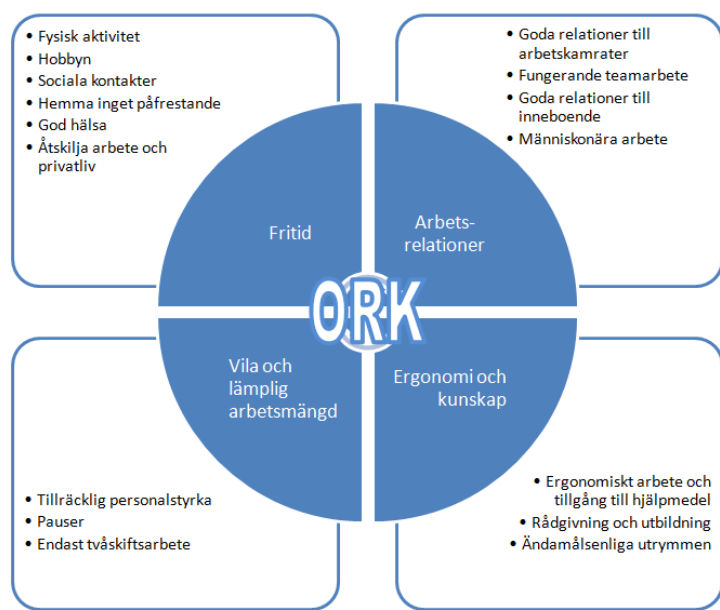 • Fysisk aktivitet
• Hobbyn
• Sociala kontakter
• Hemma inget påfrestande
• God hälsa
• Åtskilja arbete och
privatliv
• Goda relationer till
arbetskamrater
• Fungerande teamarbete
• Goda relationer till
inneboende
• Människonära arbete
Fritid
Arbets-
relationer
ORK
Vila och
lämplig
arbetsmängd
Ergonomi och
kunskap
• Tillräcklig personalstyrka
• Pauser
• Endast tvåskiftsarbete
• Ergonomiskt arbete och
tillgång till hjälpmedel
• Rådgivning och utbildning
• Ändamålsenliga utrymmen